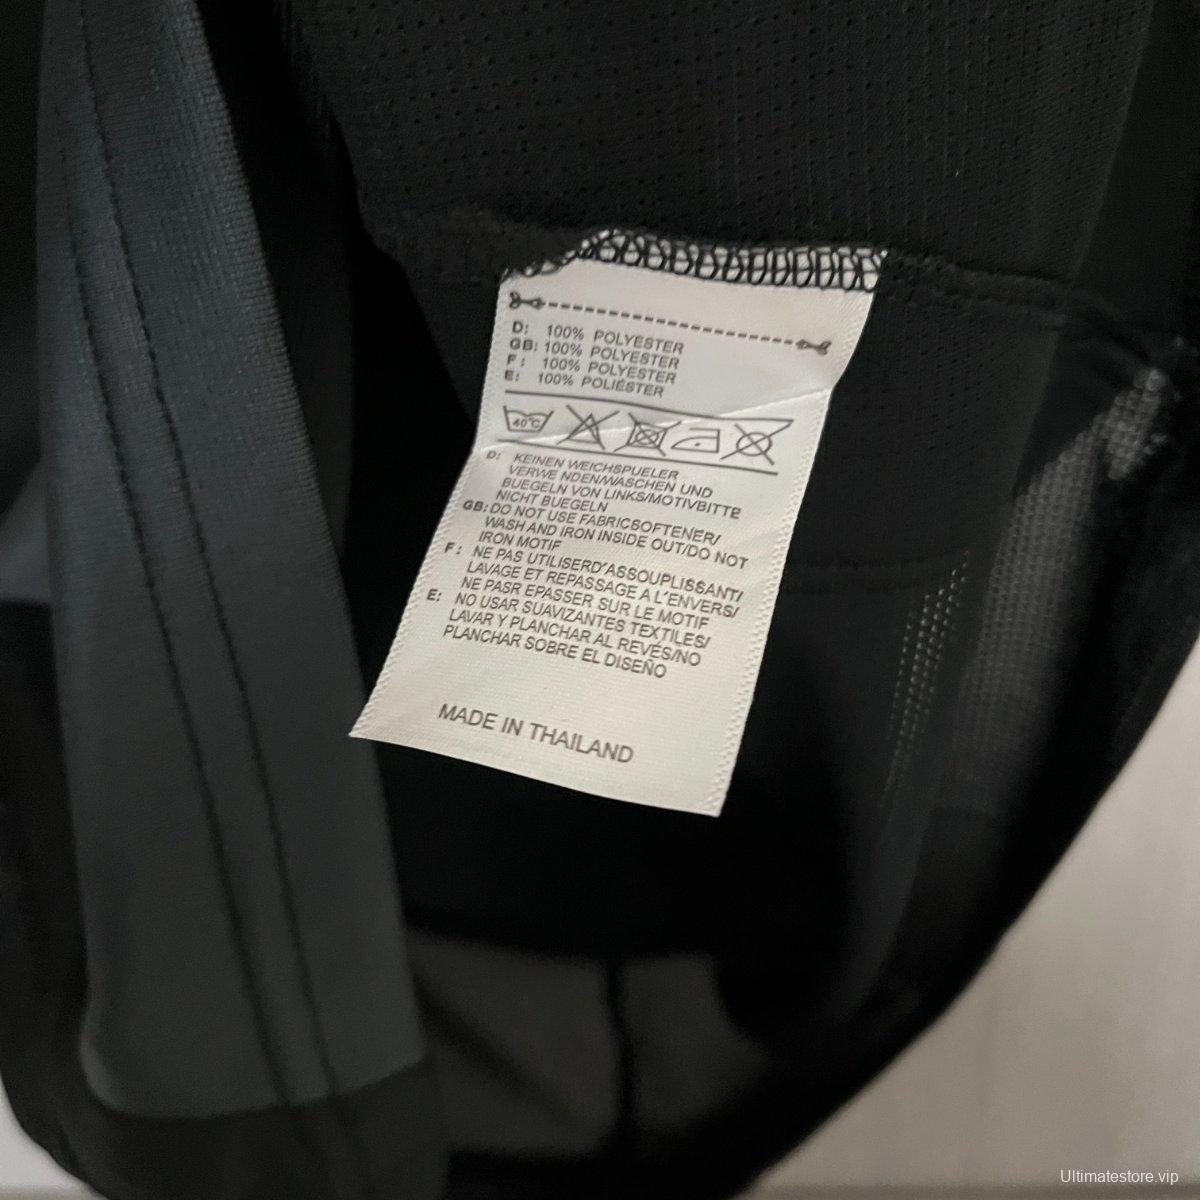 D: 100% POLYESTER
GB: 100% POLYESTER
F: 100% POLYESTER
E: 100% POLIÉSTER
40°C
D: KEINEN WEICHSPUELER
VERWE NDEN/WASCHEN UND
BUEGELN VON LINKS/MOTIVBITTE
NICHT BUEGELN
GB: DO NOT USE FABRICSOFTENER/
WASH AND IRON INSIDE OUT/DO NOT
IRON MOTIF
F: NE PAS UTILISERD'ASSOUPLISSANT/
LAVAGE ET REPASSAGE A L'ENVERS/
NE PASR EPASSER SUR LE MOTIF
E: NO USAR SUAVIZANTES TEXTILES/
LAVAR Y PLANCHAR AL REVÉS/NO
PLANCHAR SOBRE EL DISEÑO
MADE IN THAILAND
Ultimatestore.vip